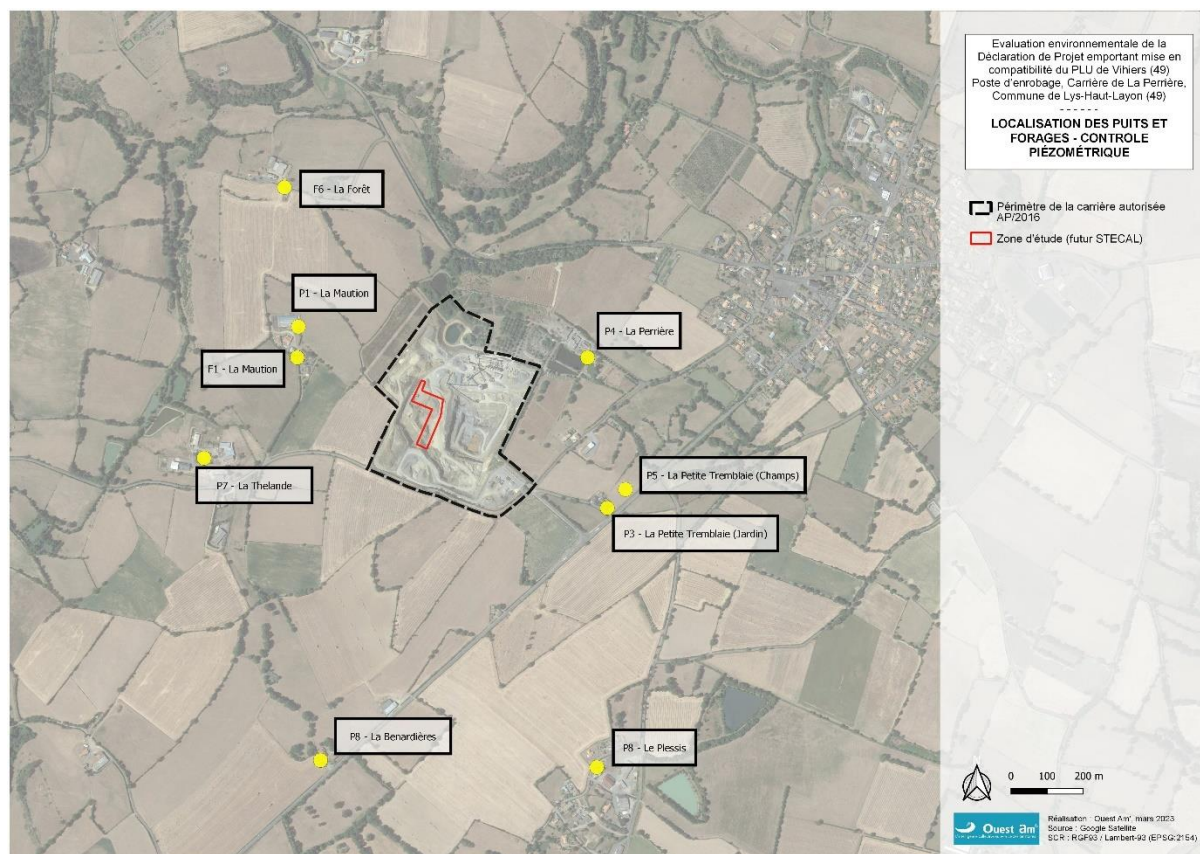 Evaluation environnementale de la
Déclaration de Projet emportant mise en
compatibilité du PLU de Vihiers (49)
Poste d'enrobage, Carrière de La Perrière,
Commune de Lys-Haut-Layon (49)
------
LOCALISATION DES PUITS ET
FORAGES - CONTROLE
PIÉZOMÉTRIQUE
Périmètre de la carrière autorisée
AP/2016
Zone d'étude (futur STECAL)
F6 - La Forêt
P1 - La Maution
F1 - La Maution
P4 - La Perrière
P7 - La Thelande
P5 - La Petite Tremblaie (Champs)
P3 - La Petite Tremblaie (Jardin)
P8 - La Benardières
P8 - Le Plessis
0 100 200 m
Ouest Am'
Réalisation : Ouest Am', mars 2023
Source : Google Satellite
SCR : RGF93 / Lambert-93 (EPSG:2154)